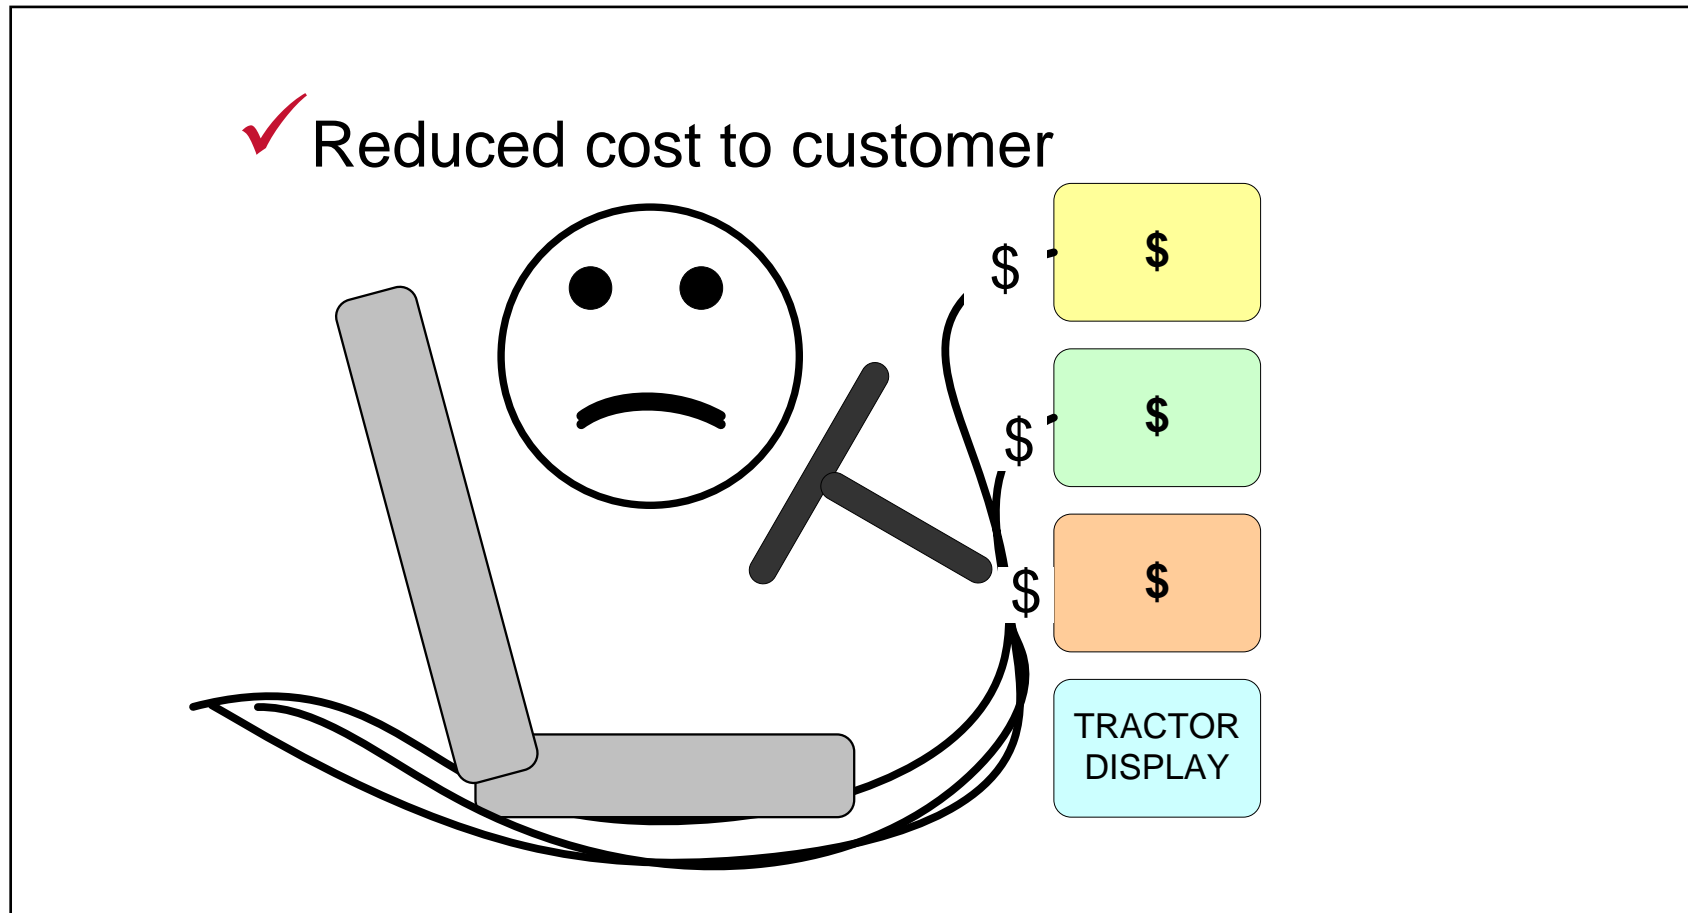 Reduced cost to customer
$
$
$
$
$
$
TRACTOR
DISPLAY